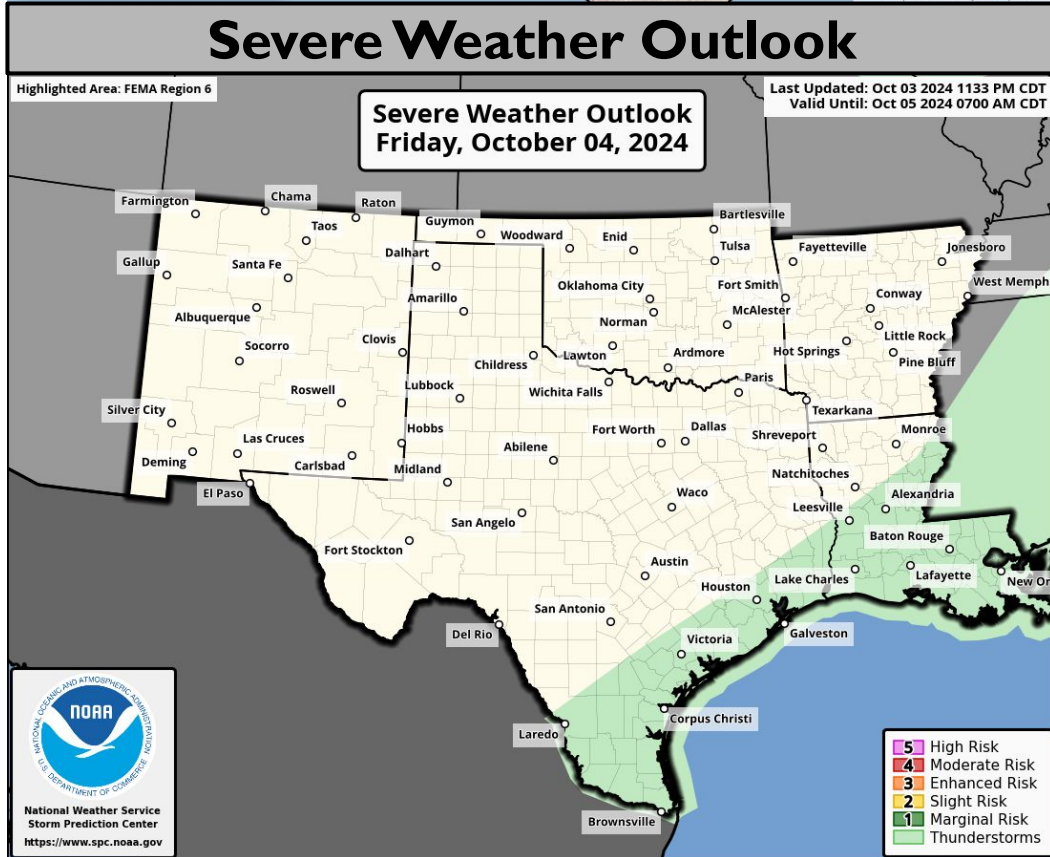 Severe Weather Outlook
Highlighted Area: FEMA Region 6
Last Updated: Oct 03 2024 1133 PM CDT
Valid Until: Oct 05 2024 0700 AM CDT
Severe Weather Outlook
Friday, October 04, 2024
Farmington
Chama
Raton
Taos
Guymon
Woodward
Enid
Bartlesville
Tulsa
Fayetteville
Jonesboro
Gallup
Santa Fe
Dalhart
Oklahoma City
Fort Smith
Conway
West Memph
Albuquerque
Amarillo
Norman
McAlester
Little Rock
Socorro
Clovis
Childress
Lawton
Ardmore
Hot Springs
Pine Bluff
Roswell
Lubbock
Wichita Falls
Paris
Texarkana
Silver City
Las Cruces
Hobbs
Abilene
Fort Worth
Dallas
Shreveport
Monroe
Deming
Carlsbad
Midland
Natchitoches
El Paso
San Angelo
Waco
Leesville
Alexandria
Fort Stockton
Austin
Baton Rouge
Houston
Lake Charles
Lafayette
New Or
San Antonio
Del Rio
Victoria
Galveston
Laredo
Corpus Christi
Brownsville
NATIONAL OCEANIC AND ATMOSPHERIC ADMINISTRATION
NOAA
U.S. DEPARTMENT OF COMMERCE
National Weather Service
Storm Prediction Center
https://www.spc.noaa.gov
5 High Risk
4 Moderate Risk
3 Enhanced Risk
2 Slight Risk
1 Marginal Risk
Thunderstorms